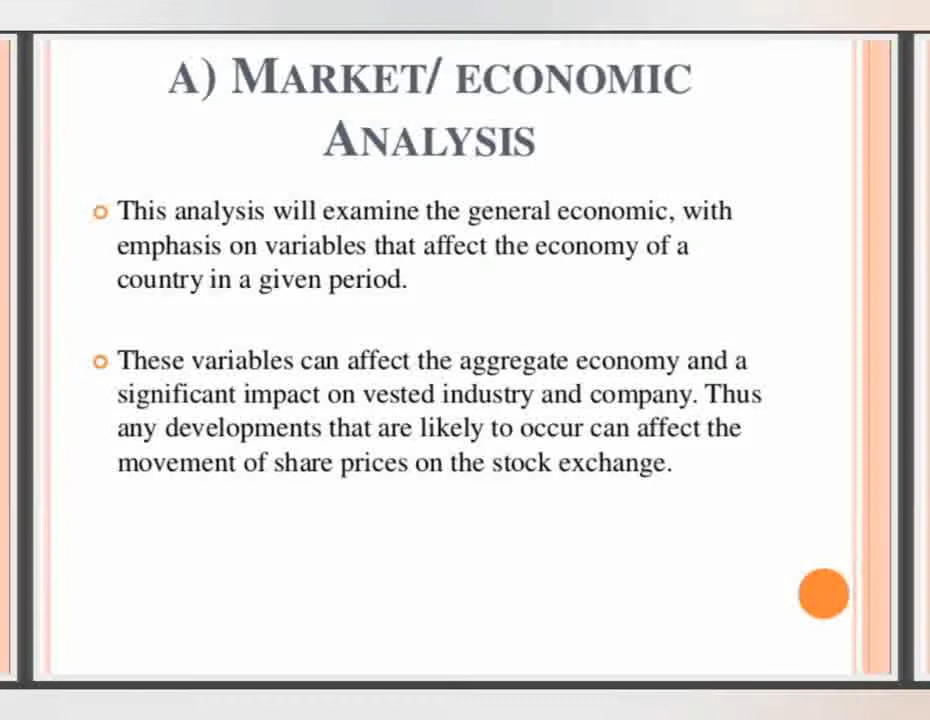 A) MARKET/ ECONOMIC
ANALYSIS
This analysis will examine the general economic, with
emphasis on variables that affect the economy of a
country in a given period.
These variables can affect the aggregate economy and a
significant impact on vested industry and company. Thus
any developments that are likely to occur can affect the
movement of share prices on the stock exchange.